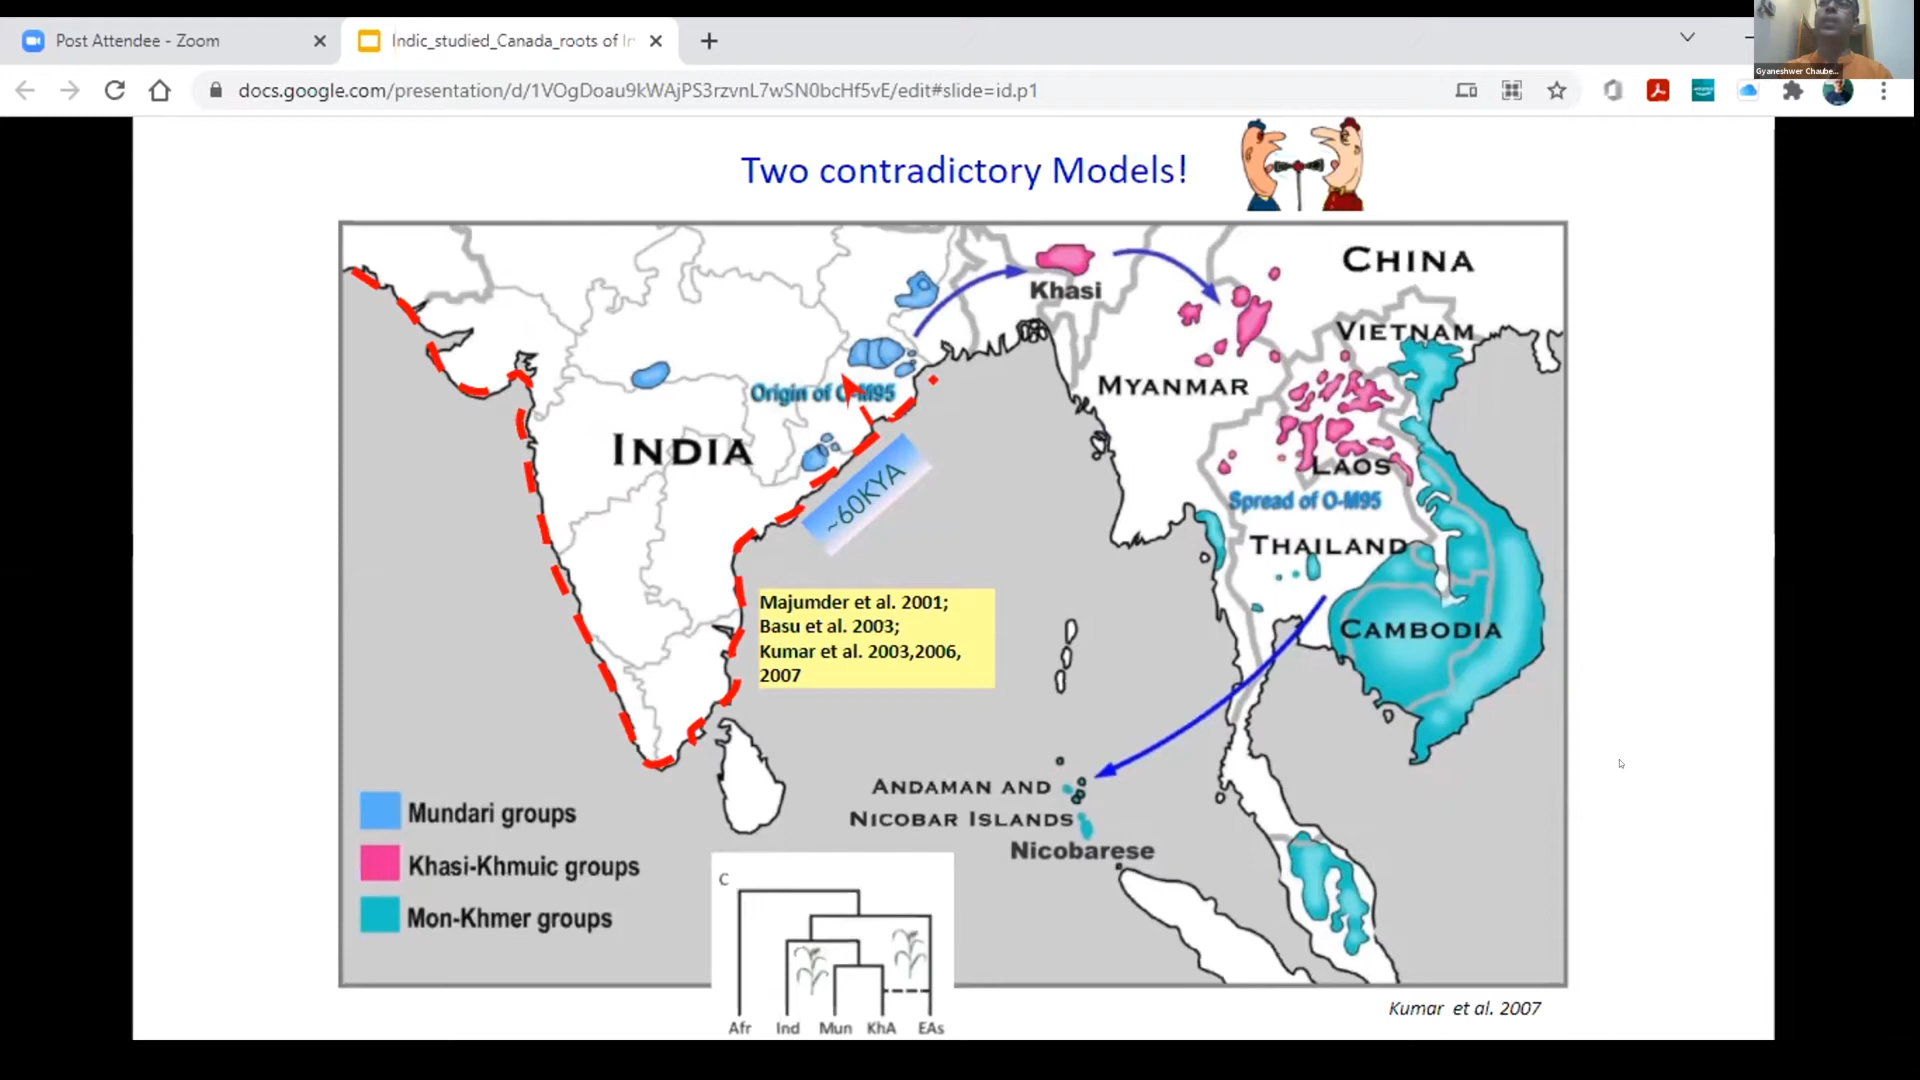 Post Attendee - Zoom
Indic_studied_Canada_roots of In
docs.google.com/presentation/d/1VOgDoau9kWAjPS3rzvnL7wSN0bcHf5vE/edit#slide=id.p1
Gyaneshwer Chaube...
Two contradictory Models!
CHINA
Khasi
VIETNAM
MYANMAR
Origin of O-M95
INDIA
LAOS
~60KYA
Spread of O-M95
THAILAND
Majumder et al. 2001;
Basu et al. 2003;
Kumar et al. 2003,2006,
2007
CAMBODIA
ANDAMAN AND
NICOBAR ISLANDS
Nicobarese
Mundari groups
Khasi-Khmuic groups
Mon-Khmer groups
C
Afr Ind Mun KhA EAs
Kumar et al. 2007